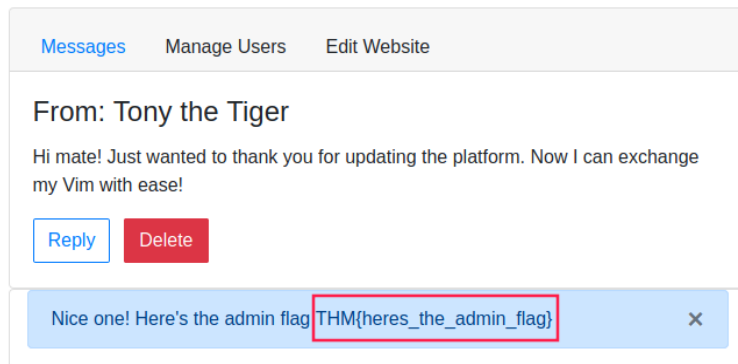 Messages Manage Users Edit Website
From: Tony the Tiger
Hi mate! Just wanted to thank you for updating the platform. Now I can exchange
my Vim with ease!
Reply Delete
Nice one! Here's the admin flag THM{heres_the_admin_flag} ×